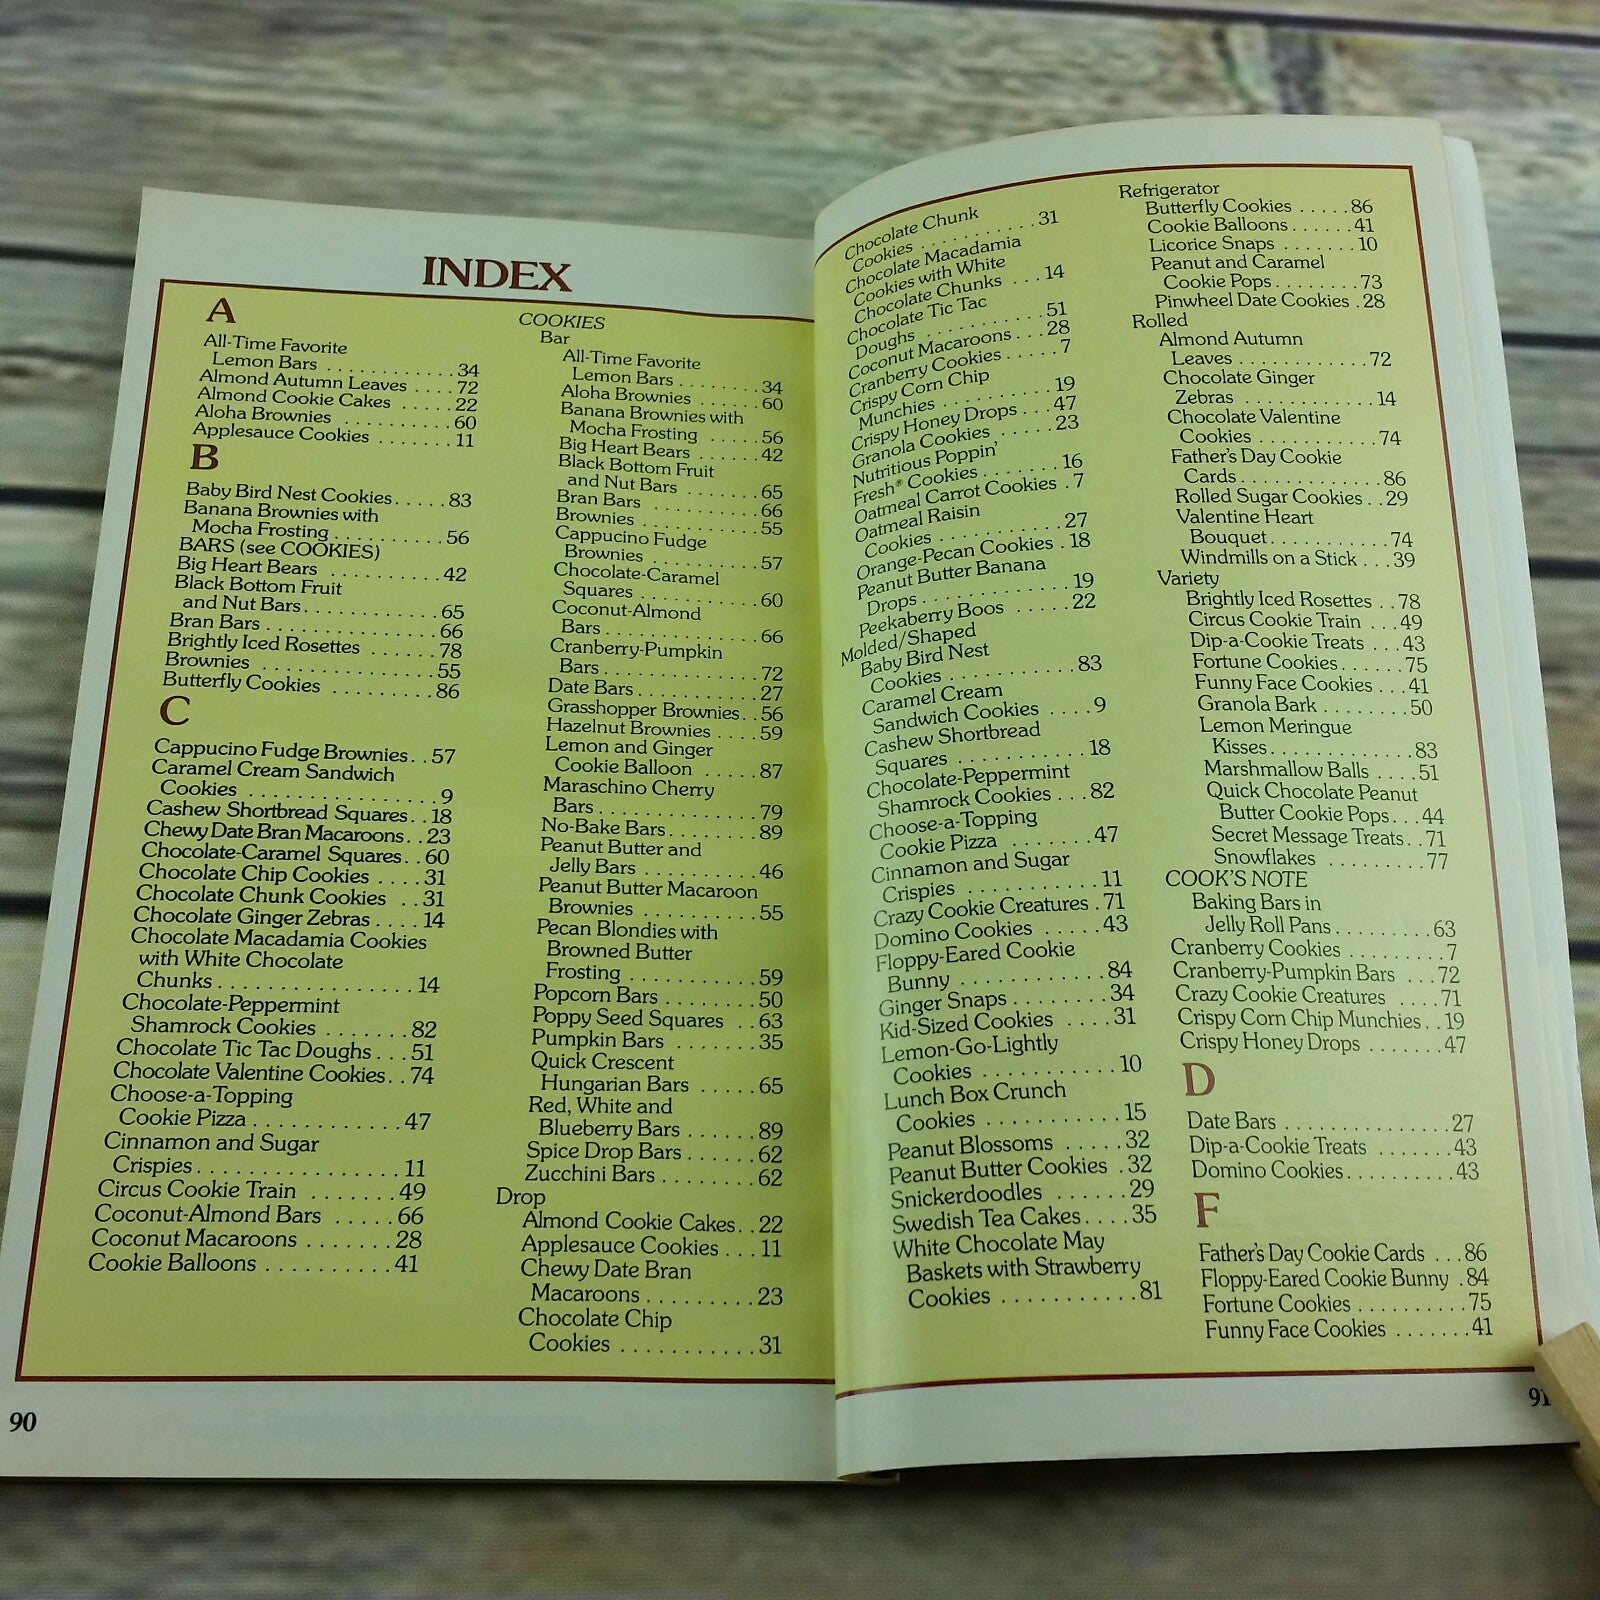 INDEX
A
All-Time Favorite
Lemon Bars . . . . . . . . . . . . 34
Almond Autumn Leaves . . . . 72
Almond Cookie Cakes . . . . . 22
Aloha Brownies . . . . . . . . . . 60
Applesauce Cookies . . . . . . . 11
B
Baby Bird Nest Cookies . . . . . 83
Banana Brownies with
Mocha Frosting . . . . . . . . . . 56
BARS (see COOKIES)
Big Heart Bears . . . . . . . . . . 42
Black Bottom Fruit
and Nut Bars . . . . . . . . . . . . 65
Bran Bars . . . . . . . . . . . . . . . 66
Brightly Iced Rosettes . . . . . . 78
Brownies . . . . . . . . . . . . . . . 55
Butterfly Cookies . . . . . . . . . 86
C
Cappucino Fudge Brownies . . 57
Caramel Cream Sandwich
Cookies . . . . . . . . . . . . . . . . 9
Cashew Shortbread Squares . . 18
Chewy Date Bran Macaroons . . 23
Chocolate-Caramel Squares . . 60
Chocolate Chip Cookies . . . . 31
Chocolate Chunk Cookies . . 31
Chocolate Ginger Zebras . . . . 14
Chocolate Macadamia Cookies
with White Chocolate
Chunks . . . . . . . . . . . . . . . . 14
Chocolate-Peppermint
Shamrock Cookies . . . . . . . 82
Chocolate Tic Tac Doughs . . . 51
Chocolate Valentine Cookies . . 74
Choose-a-Topping
Cookie Pizza . . . . . . . . . . . . 47
Cinnamon and Sugar
Crispies . . . . . . . . . . . . . . . . 11
Circus Cookie Train . . . . . . . 49
Coconut-Almond Bars . . . . . 66
Coconut Macaroons . . . . . . . 28
Cookie Balloons . . . . . . . . . . 41
90
COOKIES
Bar
All-Time Favorite
Lemon Bars . . . . . . . . 34
Aloha Brownies . . . . . . 60
Banana Brownies with
Mocha Frosting . . . . . 56
Big Heart Bears . . . . . . 42
Black Bottom Fruit
and Nut Bars . . . . . . . 65
Bran Bars . . . . . . . . . . 66
Brownies . . . . . . . . . . . 55
Cappucino Fudge
Brownies . . . . . . . . . . . 57
Chocolate-Caramel
Squares . . . . . . . . . . . . 60
Coconut-Almond
Bars . . . . . . . . . . . . . . . 66
Cranberry-Pumpkin
Bars . . . . . . . . . . . . . . . 72
Date Bars . . . . . . . . . . . 27
Grasshopper Brownies . . 56
Hazelnut Brownies . . . . 59
Lemon and Ginger
Cookie Balloon . . . . . 87
Maraschino Cherry
Bars . . . . . . . . . . . . . . . 79
No-Bake Bars . . . . . . . . 89
Peanut Butter and
Jelly Bars . . . . . . . . . . . 46
Peanut Butter Macaroon
Brownies . . . . . . . . . . . 55
Pecan Blondies with
Browned Butter
Frosting . . . . . . . . . . . . 59
Popcorn Bars . . . . . . . . 50
Poppy Seed Squares . . 63
Pumpkin Bars . . . . . . . 35
Quick Crescent
Hungarian Bars . . . . . 65
Red, White and
Blueberry Bars . . . . . . 89
Spice Drop Bars . . . . . . 62
Zucchini Bars . . . . . . . . 62
Drop
Almond Cookie Cakes . . 22
Applesauce Cookies . . . 11
Chewy Date Bran
Macaroons . . . . . . . . . 23
Chocolate Chip
Cookies . . . . . . . . . . . 31
Chocolate Chunk
Cookies . . . . . . . . . . . 31
Chocolate Macadamia
Cookies with White
Chocolate Chunks . . . 14
Chocolate Tic Tac
Doughs . . . . . . . . . . . 51
Coconut Macaroons . . . 28
Cranberry Cookies . . . . . 7
Crispy Corn Chip
Munchies . . . . . . . . . . 19
Crispy Honey Drops . . . 47
Granola Cookies . . . . . 23
Nutritious Poppin'
Fresh® Cookies . . . . . . . 16
Oatmeal Carrot Cookies . 7
Oatmeal Raisin
Cookies . . . . . . . . . . . 27
Orange-Pecan Cookies . 18
Peanut Butter Banana
Drops . . . . . . . . . . . . . 19
Peekaberry Boos . . . . . 22
Molded/Shaped
Baby Bird Nest
Cookies . . . . . . . . . . . 83
Caramel Cream
Sandwich Cookies . . . . 9
Cashew Shortbread
Squares . . . . . . . . . . . 18
Chocolate-Peppermint
Shamrock Cookies . . . 82
Choose-a-Topping
Cookie Pizza . . . . . . . 47
Cinnamon and Sugar
Crispies . . . . . . . . . . . 11
Crazy Cookie Creatures . 71
Domino Cookies . . . . . 43
Floppy-Eared Cookie
Bunny . . . . . . . . . . . . 84
Ginger Snaps . . . . . . . . 34
Kid-Sized Cookies . . . . 31
Lemon-Go-Lightly
Cookies . . . . . . . . . . . 10
Lunch Box Crunch
Cookies . . . . . . . . . . . 15
Peanut Blossoms . . . . . 32
Peanut Butter Cookies . 32
Snickerdoodles . . . . . . 29
Swedish Tea Cakes . . . . 35
White Chocolate May
Baskets with Strawberry
Cookies . . . . . . . . . . . 81
Refrigerator
Butterfly Cookies . . . . . 86
Cookie Balloons . . . . . . 41
Licorice Snaps . . . . . . . 10
Peanut and Caramel
Cookie Pops . . . . . . . . 73
Pinwheel Date Cookies . 28
Rolled
Almond Autumn
Leaves . . . . . . . . . . . . 72
Chocolate Ginger
Zebras . . . . . . . . . . . . 14
Chocolate Valentine
Cookies . . . . . . . . . . . 74
Father's Day Cookie
Cards . . . . . . . . . . . . . 86
Rolled Sugar Cookies . . 29
Valentine Heart
Bouquet . . . . . . . . . . . 74
Windmills on a Stick . . . 39
Variety
Brightly Iced Rosettes . . 78
Circus Cookie Train . . . 49
Dip-a-Cookie Treats . . . 43
Fortune Cookies . . . . . . 75
Funny Face Cookies . . . 41
Granola Bark . . . . . . . . 50
Lemon Meringue
Kisses . . . . . . . . . . . . . 83
Marshmallow Balls . . . . 51
Quick Chocolate Peanut
Butter Cookie Pops . . . 44
Secret Message Treats . . 71
Snowflakes . . . . . . . . . 77
COOK'S NOTE
Baking Bars in
Jelly Roll Pans . . . . . . . . . 63
Cranberry Cookies . . . . . . . . . 7
Cranberry-Pumpkin Bars . . . 72
Crazy Cookie Creatures . . . . 71
Crispy Corn Chip Munchies . . 19
Crispy Honey Drops . . . . . . . 47
D
Date Bars . . . . . . . . . . . . . . 27
Dip-a-Cookie Treats . . . . . . . 43
Domino Cookies . . . . . . . . . . 43
F
Father's Day Cookie Cards . . . 86
Floppy-Eared Cookie Bunny . 84
Fortune Cookies . . . . . . . . . . 75
Funny Face Cookies . . . . . . . 41
91